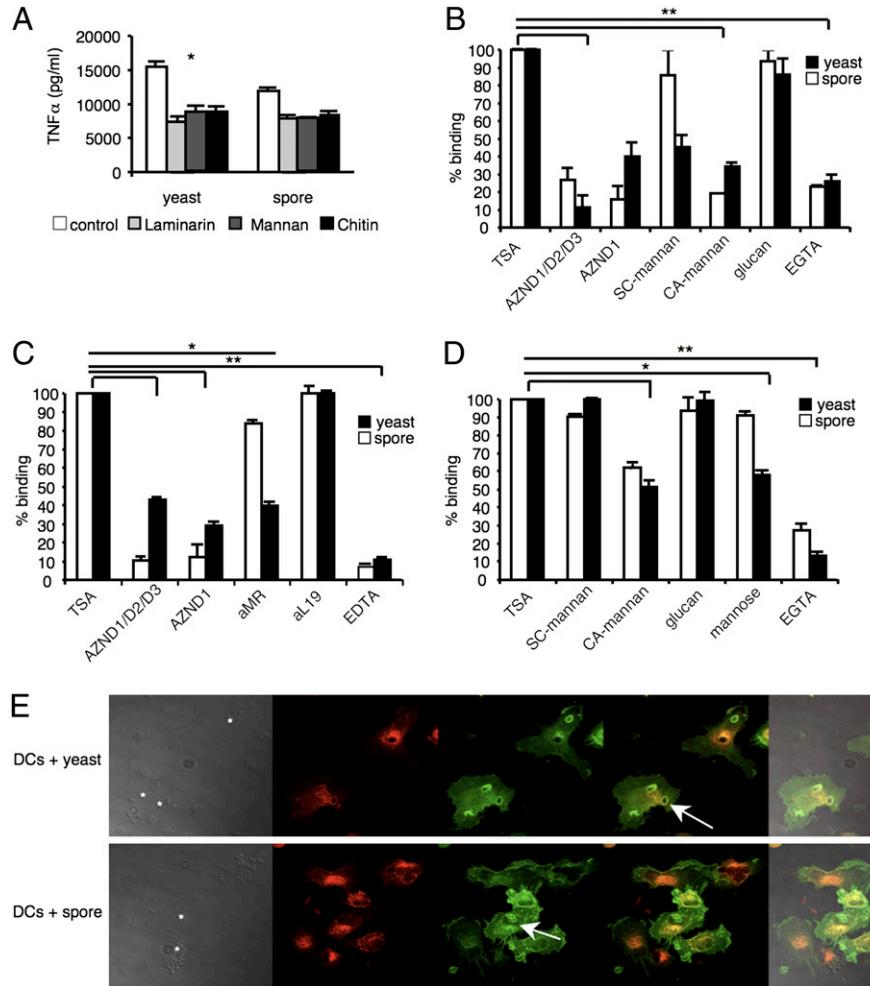 A
TNFα (pg/ml)
20000
15000
10000
5000
0
*
yeast spore
control Laminarin Mannan Chitin
B
**
% binding
100
90
80
70
60
50
40
30
20
10
0
yeast
spore
TSA
AZND1/D2/D3
AZND1
SC-mannan
CA-mannan
glucan
EGTA
C
*
**
% binding
100
90
80
70
60
50
40
30
20
10
0
yeast
spore
TSA
AZND1/D2/D3
AZND1
aMR
aL19
EDTA
D
**
*
% binding
100
90
80
70
60
50
40
30
20
10
0
yeast
spore
TSA
SC-mannan
CA-mannan
glucan
mannose
EGTA
E
DCs + yeast
*
*
*
DCs + spore
*
*